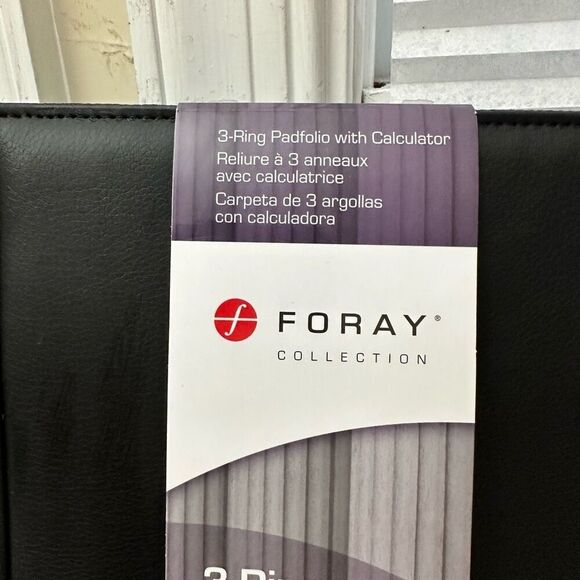 3-Ring Padfolio with Calculator
Reliure à 3 anneaux
avec calculatrice
Carpeta de 3 argollas
con calculadora
f FORAY®
COLLECTION